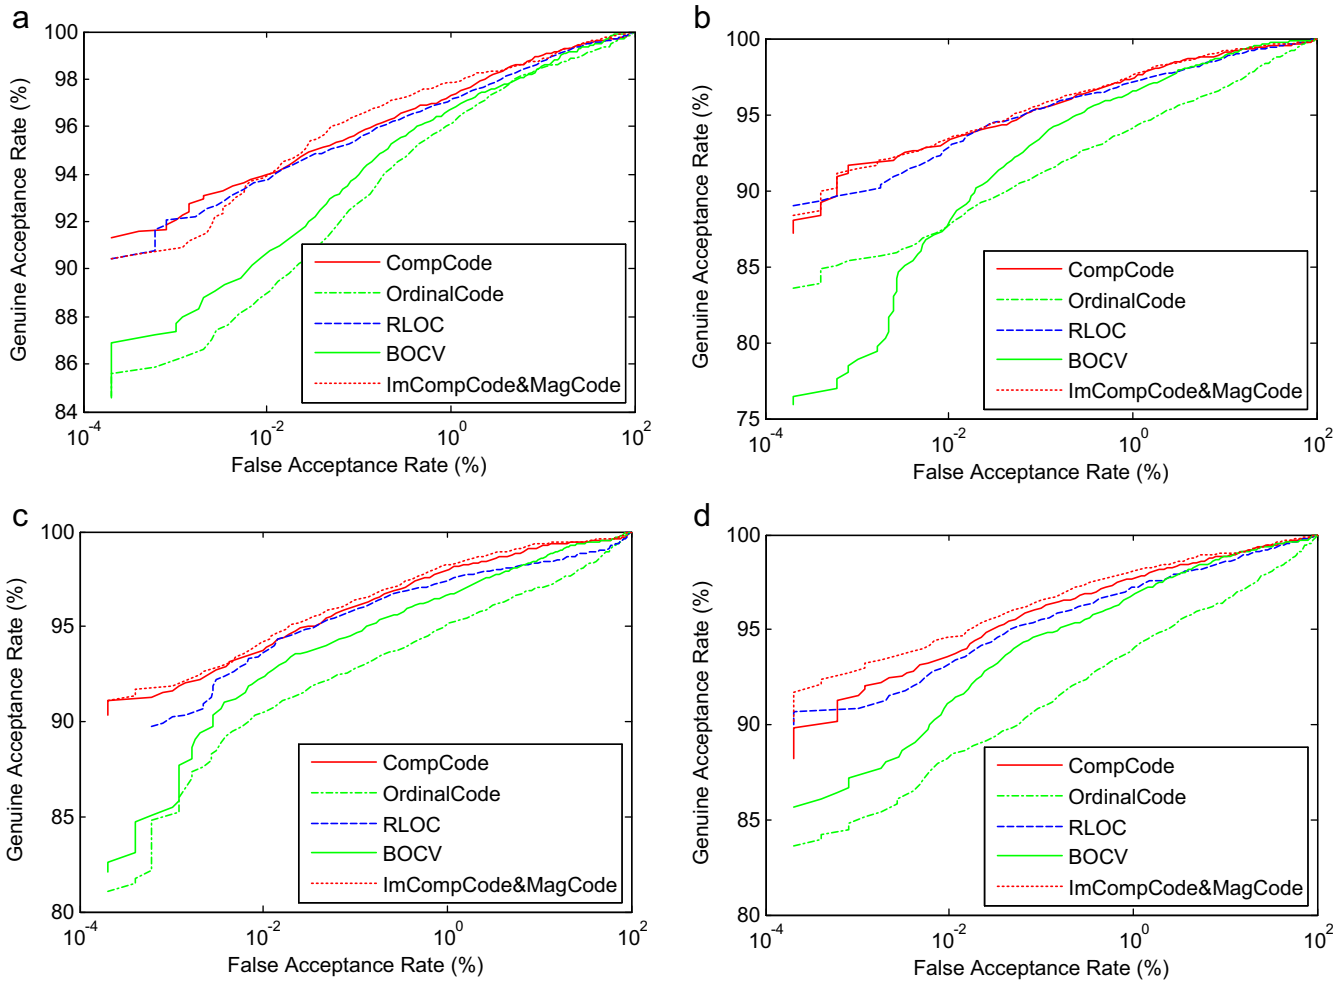 a
Genuine Acceptance Rate (%)
100
98
96
94
92
90
88
86
84
CompCode
OrdinalCode
RLOC
BOCV
ImCompCode&MagCode
10⁻⁴
10⁻²
10⁰
10²
False Acceptance Rate (%)
b
Genuine Acceptance Rate (%)
100
95
90
85
80
75
CompCode
OrdinalCode
RLOC
BOCV
ImCompCode&MagCode
10⁻⁴
10⁻²
10⁰
10²
False Acceptance Rate (%)
c
Genuine Acceptance Rate (%)
100
95
90
85
80
CompCode
OrdinalCode
RLOC
BOCV
ImCompCode&MagCode
10⁻⁴
10⁻²
10⁰
10²
False Acceptance Rate (%)
d
Genuine Acceptance Rate (%)
100
95
90
85
80
CompCode
OrdinalCode
RLOC
BOCV
ImCompCode&MagCode
10⁻⁴
10⁻²
10⁰
10²
False Acceptance Rate (%)